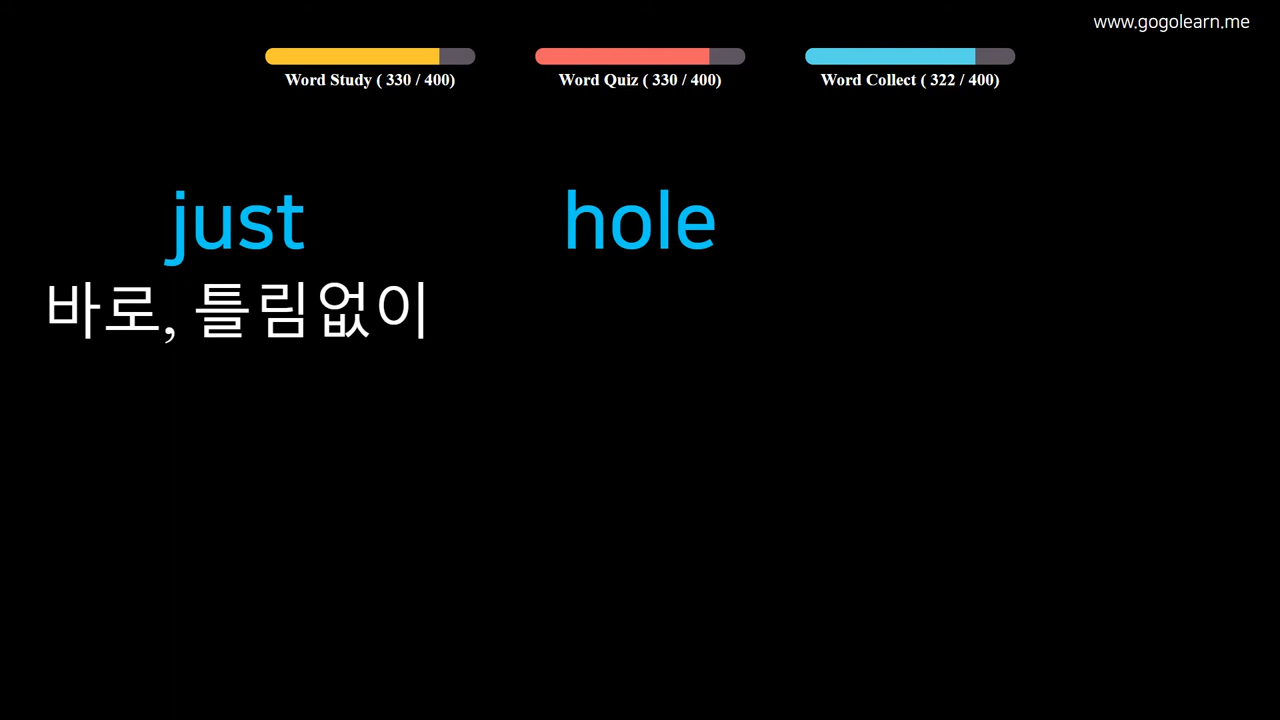 www.gogolearn.me
Word Study ( 330 / 400)
Word Quiz ( 330 / 400)
Word Collect ( 322 / 400)
just
hole
바로, 틀림없이